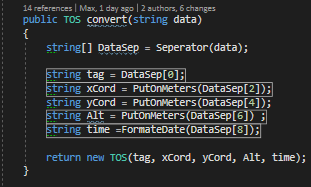 14 references | Max, 1 day ago | 2 authors, 6 changes
public TOS convert(string data)
{
string[] DataSep = Seperator(data);
string tag = DataSep[0];
string xCord = PutOnMeters(DataSep[2]);
string yCord = PutOnMeters(DataSep[4]);
string Alt = PutOnMeters(DataSep[6]) ;
string time =FormateDate(DataSep[8]);
return new TOS(tag, xCord, yCord, Alt, time);
}